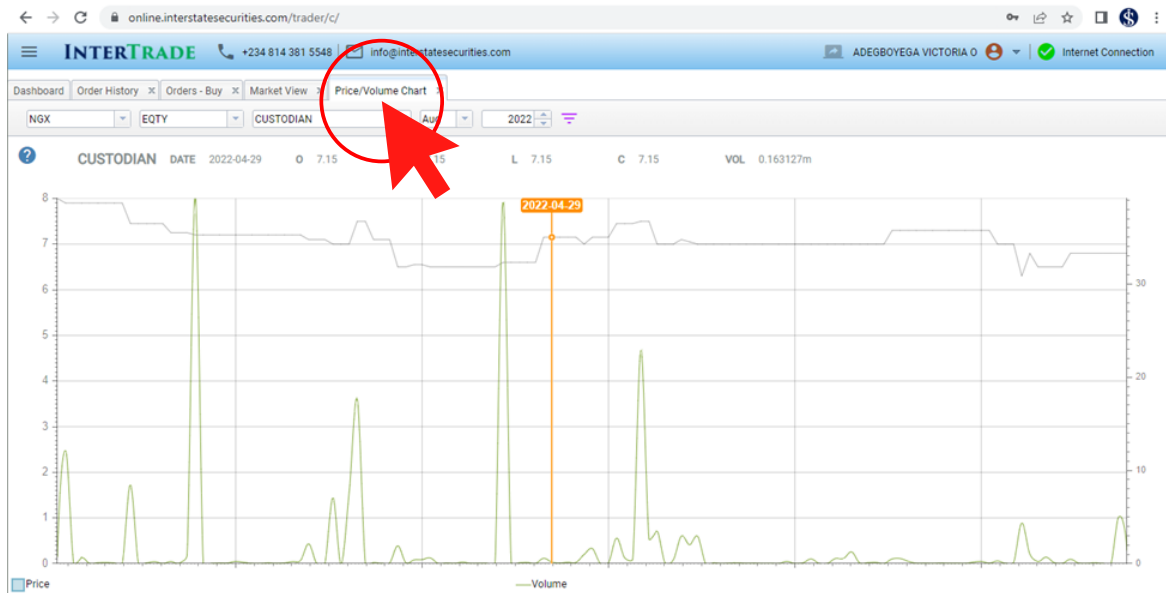 online.interstatesecurities.com/trader/c/
INTERTRADE +234 814 381 5548 info@interstatesecurities.com ADEGBOYEGA VICTORIA O Internet Connection
Dashboard Order History x Orders - Buy x Market View Price/Volume Chart
NGX EQTY CUSTODIAN 2022
CUSTODIAN DATE 2022-04-29 O 7.15 15 L 7.15 C 7.15 VOL 0.163127m
2022-04-29
8
7
6
5
4
3
2
1
0
30
20
10
0
Price Volume